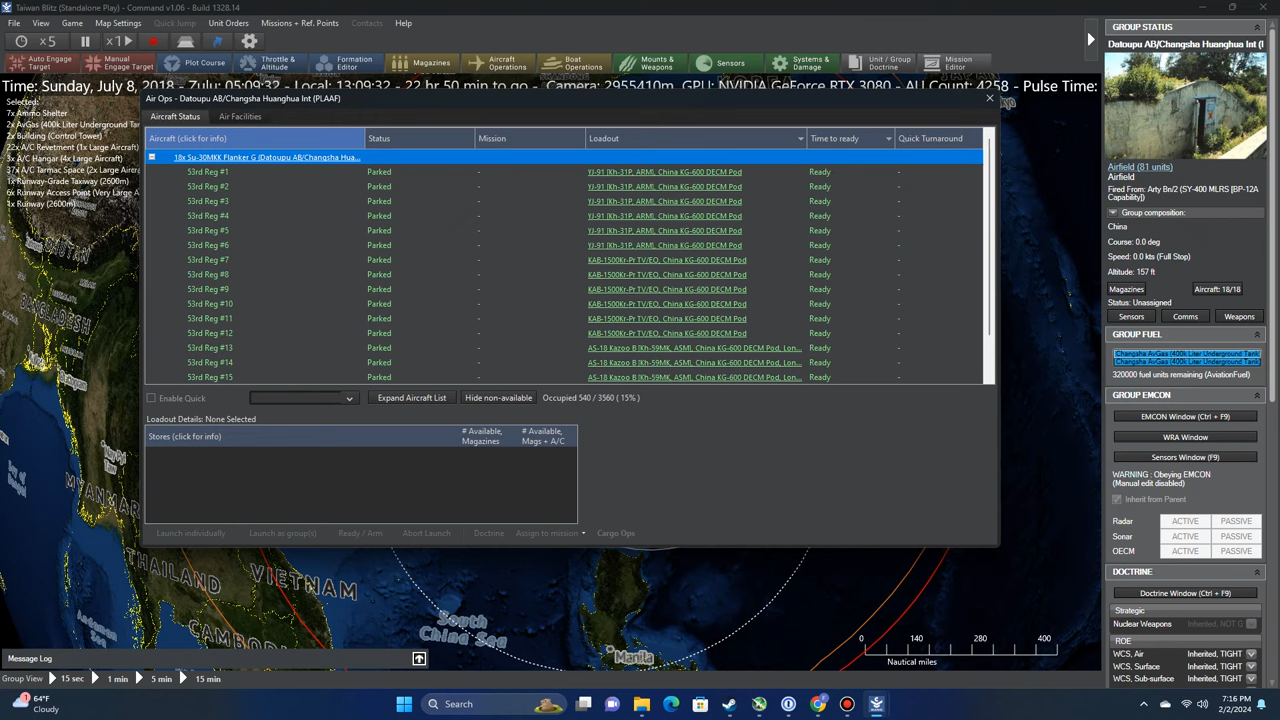 Taiwan Blitz (Standalone Play) - Command v1.06 - Build 1328.14
File View Game Map Settings Quick Jump Unit Orders Missions + Ref. Points Contacts Help
x5 x1
Auto Engage Target
Manual Engage Target
Plot Course
Throttle & Altitude
Formation Editor
Magazines
Aircraft Operations
Boat Operations
Mounts & Weapons
Sensors
Systems & Damage
Unit / Group Doctrine
Mission Editor
Time: Sunday, July 8, 2018 - Zulu: 05:09:32 - Local: 13:09:32 - 22 hr 50 min to go - Camera: 2955410m, GPU: NVIDIA GeForce RTX 3080 - AU Count: 4258 - Pulse Time:
Selected:
7x Ammo Shelter
2x AvGas (400k Liter Underground Tan
2x Building (Control Tower)
22x A/C Revetment (1x Large Aircraft)
3x A/C Hangar (4x Large Aircraft)
37x A/C Tarmac Space (2x Large Aircra
1x Runway-Grade Taxiway (2600m)
6x Runway Access Point (Very Large A
1x Runway (2600m)
Air Ops - Datoupu AB/Changsha Huanghua Int (PLAAF)
Aircraft Status Air Facilities
Aircraft (click for info) Status Mission Loadout Time to ready Quick Turnaround
18x Su-30MKK Flanker G (Datoupu AB/Changsha Hua...
53rd Reg #1 Parked - YJ-91 [Kh-31P, ARM], China KG-600 DECM Pod Ready -
53rd Reg #2 Parked - YJ-91 [Kh-31P, ARM], China KG-600 DECM Pod Ready -
53rd Reg #3 Parked - YJ-91 [Kh-31P, ARM], China KG-600 DECM Pod Ready -
53rd Reg #4 Parked - YJ-91 [Kh-31P, ARM], China KG-600 DECM Pod Ready -
53rd Reg #5 Parked - YJ-91 [Kh-31P, ARM], China KG-600 DECM Pod Ready -
53rd Reg #6 Parked - YJ-91 [Kh-31P, ARM], China KG-600 DECM Pod Ready -
53rd Reg #7 Parked - KAB-1500Kr-Pr TV/EO, China KG-600 DECM Pod Ready -
53rd Reg #8 Parked - KAB-1500Kr-Pr TV/EO, China KG-600 DECM Pod Ready -
53rd Reg #9 Parked - KAB-1500Kr-Pr TV/EO, China KG-600 DECM Pod Ready -
53rd Reg #10 Parked - KAB-1500Kr-Pr TV/EO, China KG-600 DECM Pod Ready -
53rd Reg #11 Parked - KAB-1500Kr-Pr TV/EO, China KG-600 DECM Pod Ready -
53rd Reg #12 Parked - KAB-1500Kr-Pr TV/EO, China KG-600 DECM Pod Ready -
53rd Reg #13 Parked - AS-18 Kazoo B [Kh-59MK, ASM], China KG-600 DECM Pod, Lon... Ready -
53rd Reg #14 Parked - AS-18 Kazoo B [Kh-59MK, ASM], China KG-600 DECM Pod, Lon... Ready -
53rd Reg #15 Parked - AS-18 Kazoo B [Kh-59MK, ASM], China KG-600 DECM Pod, Lon... Ready -
Enable Quick Expand Aircraft List Hide non-available Occupied 540 / 3560 ( 15% )
Loadout Details: None Selected
Stores (click for info) # Available, Magazines # Available, Mags + A/C
Launch individually Launch as group(s) Ready / Arm Abort Launch Doctrine Assign to mission Cargo Ops
BHUTAN
BANGLADESH
MYANMAR
THAILAND
VIETNAM
CAMBO
South
China Sea
Manila
0 140 280 400
Nautical miles
Message Log
Group View 15 sec 1 min 5 min 15 min
GROUP STATUS
Datoupu AB/Changsha Huanghua Int (I
Airfield (81 units)
Airfield
Fired From: Arty Bn/2 (SY-400 MLRS [BP-12A
Capability])
Group composition:
China
Course: 0.0 deg
Speed: 0.0 kts (Full Stop)
Altitude: 157 ft
Magazines Aircraft: 18/18
Status: Unassigned
Sensors Comms Weapons
GROUP FUEL
Changsha AvGas (400k Liter Underground Tank
Changsha AvGas (400k Liter Underground Tank
320000 fuel units remaining (AviationFuel)
GROUP EMCON
EMCON Window (Ctrl + F9)
WRA Window
Sensors Window (F9)
WARNING : Obeying EMCON
(Manual edit disabled)
Inherit from Parent
Radar ACTIVE PASSIVE
Sonar ACTIVE PASSIVE
OECM ACTIVE PASSIVE
DOCTRINE
Doctrine Window (Ctrl + F9)
Strategic
Nuclear Weapons Inherited, NOT G
ROE
WCS, Air Inherited, TIGHT
WCS, Surface Inherited, TIGHT
WCS, Sub-surface Inherited, TIGHT
1
64°F
Cloudy
Search
7:16 PM
2/2/2024